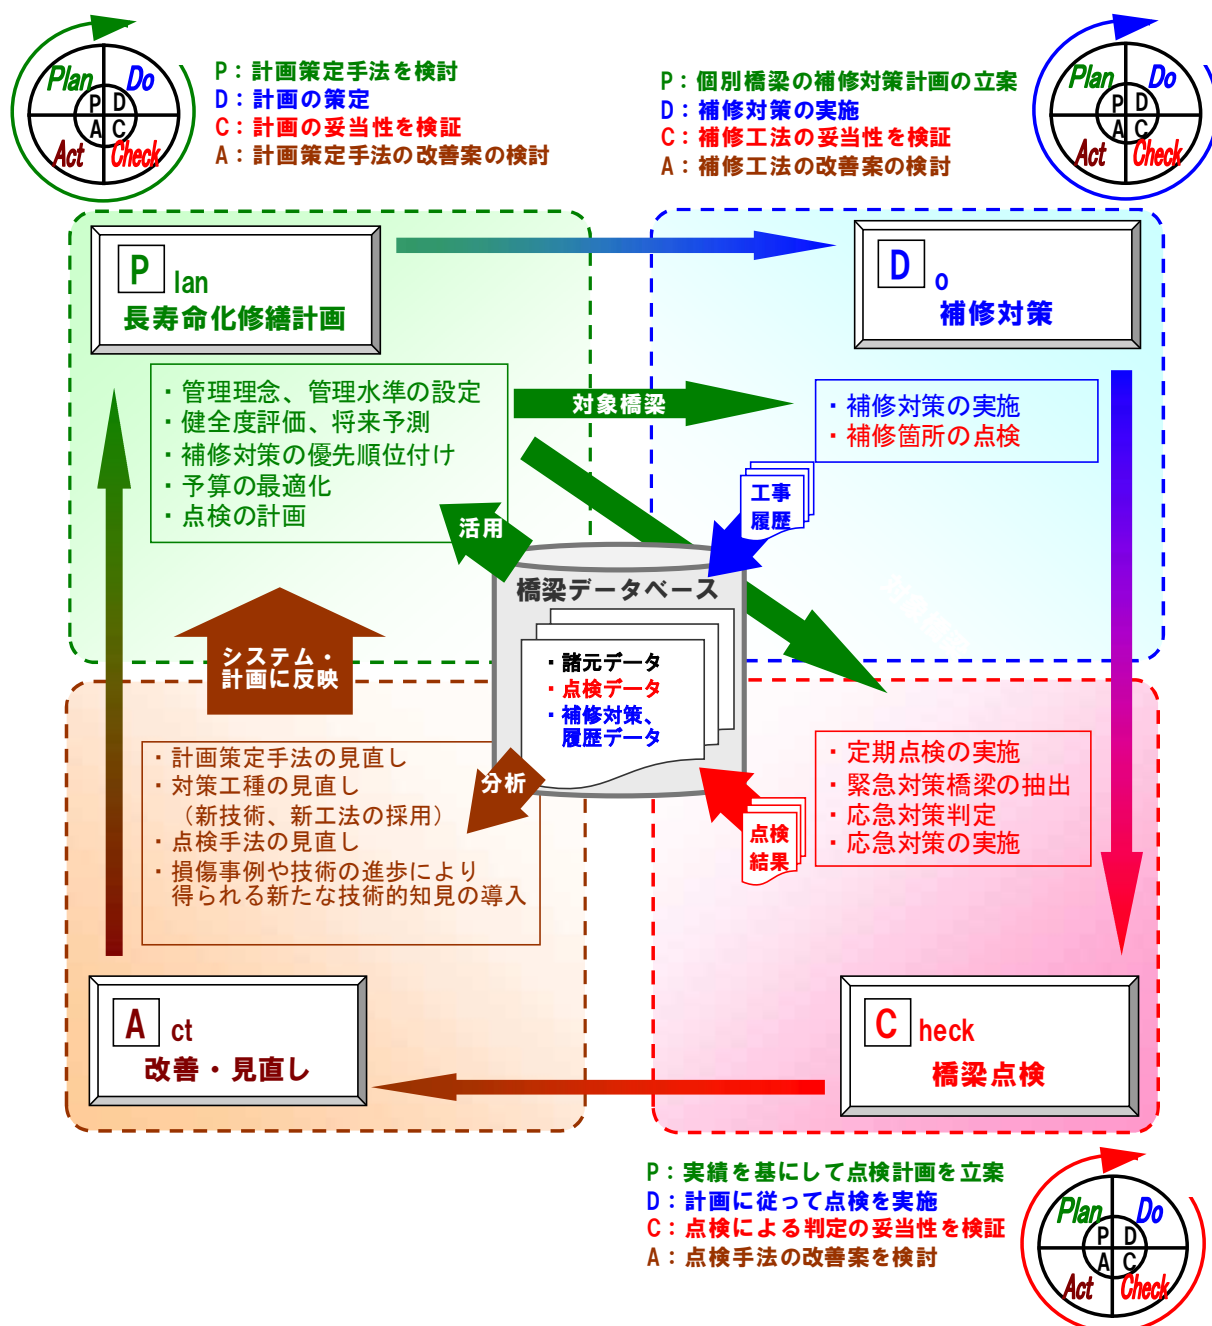 Plan
Do
P
D
A
C
Act
Check
P：計画策定手法を検討
D：計画の策定
C：計画の妥当性を検証
A：計画策定手法の改善案の検討
P：個別橋梁の補修対策計画の立案
D：補修対策の実施
C：補修工法の妥当性を検証
A：補修工法の改善案の検討
Plan
Do
P
D
A
C
Act
Check
P lan
長寿命化修繕計画
D o
補修対策
・管理理念、管理水準の設定
・健全度評価、将来予測
・補修対策の優先順位付け
・予算の最適化
・点検の計画
対象橋梁
・補修対策の実施
・補修箇所の点検
工事
履歴
活用
橋梁データベース
・諸元データ
・点検データ
・補修対策、
履歴データ
システム・
計画に反映
分析
点検
結果
・計画策定手法の見直し
・対策工種の見直し
（新技術、新工法の採用）
・点検手法の見直し
・損傷事例や技術の進歩により
得られる新たな技術的知見の導入
・定期点検の実施
・緊急対策橋梁の抽出
・応急対策判定
・応急対策の実施
A ct
改善・見直し
C heck
橋梁点検
P：実績を基にして点検計画を立案
D：計画に従って点検を実施
C：点検による判定の妥当性を検証
A：点検手法の改善案を検討
Plan
Do
P
D
A
C
Act
Check